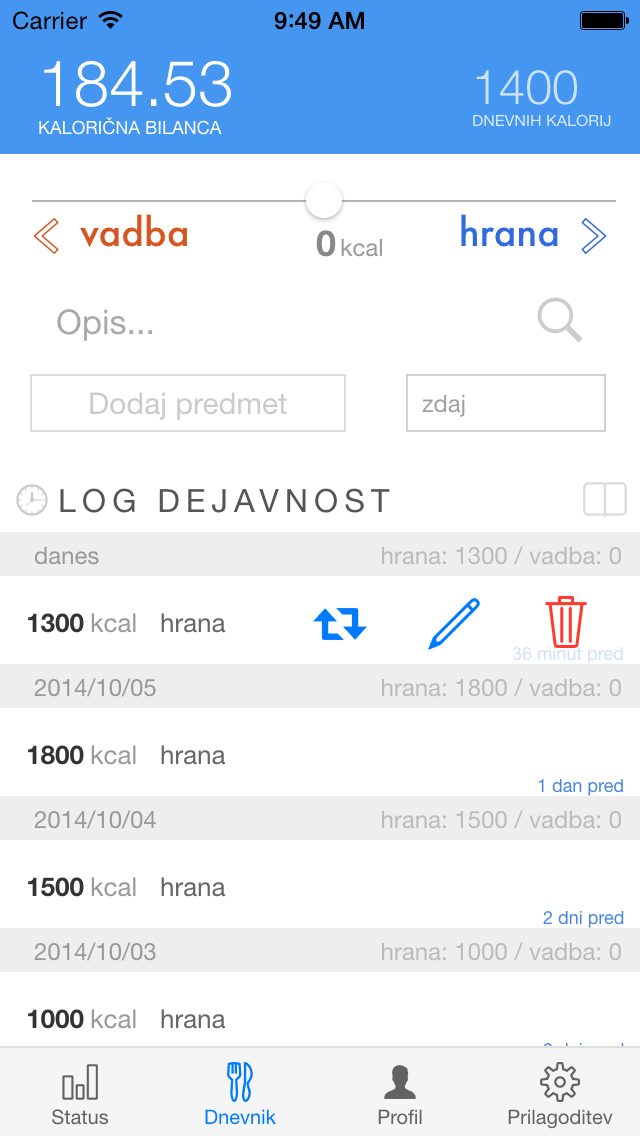 Carrier 9:49 AM
184.53 1400
KALORIČNA BILANCA DNEVNIH KALORIJ
vadba 0 kcal hrana
Opis...
Dodaj predmet zdaj
LOG DEJAVNOST
danes hrana: 1300 / vadba: 0
1300 kcal hrana
36 minut pred
2014/10/05 hrana: 1800 / vadba: 0
1800 kcal hrana
1 dan pred
2014/10/04 hrana: 1500 / vadba: 0
1500 kcal hrana
2 dni pred
2014/10/03 hrana: 1000 / vadba: 0
1000 kcal hrana
Status Dnevnik Profil Prilagoditev